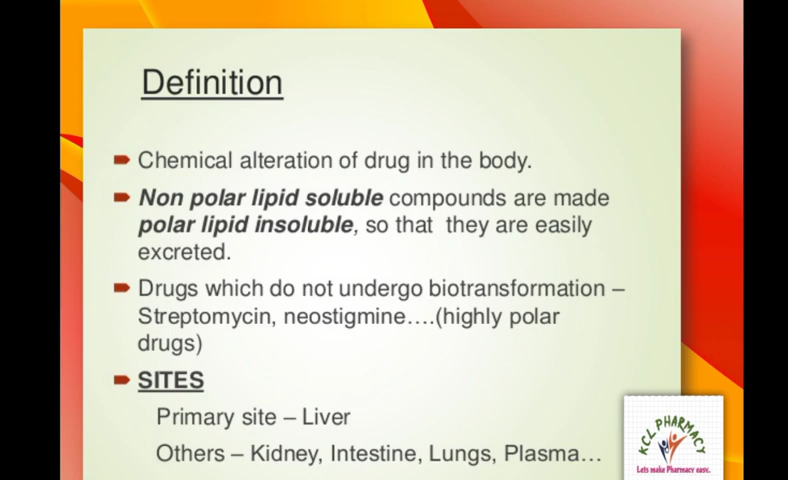 Definition
Chemical alteration of drug in the body.
Non polar lipid soluble compounds are made
polar lipid insoluble, so that they are easily
excreted.
Drugs which do not undergo biotransformation –
Streptomycin, neostigmine….(highly polar
drugs)
SITES
Primary site – Liver
Others – Kidney, Intestine, Lungs, Plasma…
KCL PHARMACY
Lets make Pharmacy easy.